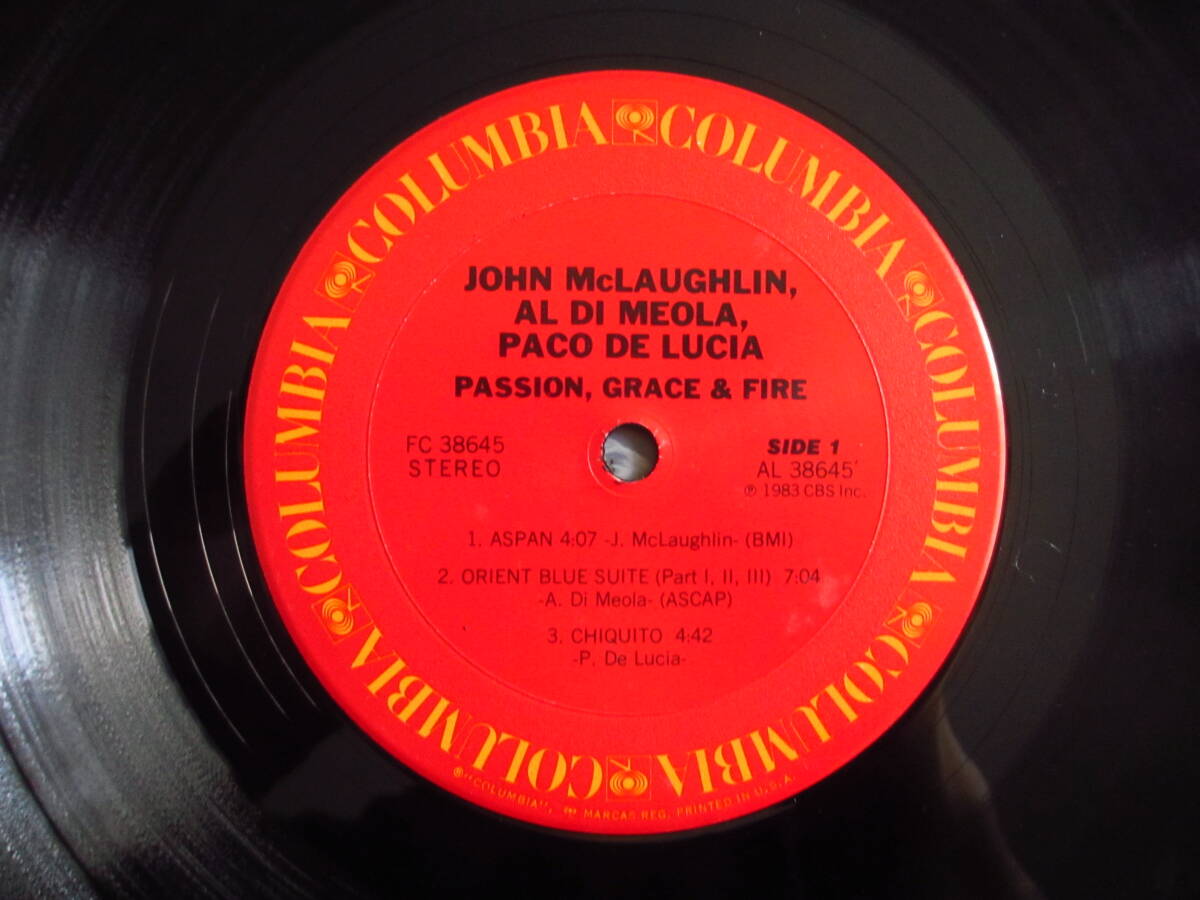 COLUMBIA COLUMBIA COLUMBIA COLUMBIA COLUMBIA COLUMBIA
JOHN McLAUGHLIN,
AL DI MEOLA,
PACO DE LUCIA
PASSION, GRACE & FIRE
FC 38645
STEREO
SIDE 1
AL 38645
℗ 1983 CBS Inc.
1. ASPAN 4:07 -J. McLaughlin- (BMI)
2. ORIENT BLUE SUITE (Part I, II, III) 7:04
-A. Di Meola- (ASCAP)
3. CHIQUITO 4:42
-P. De Lucia-
®"COLUMBIA", MARCAS REG. PRINTED IN U.S.A.